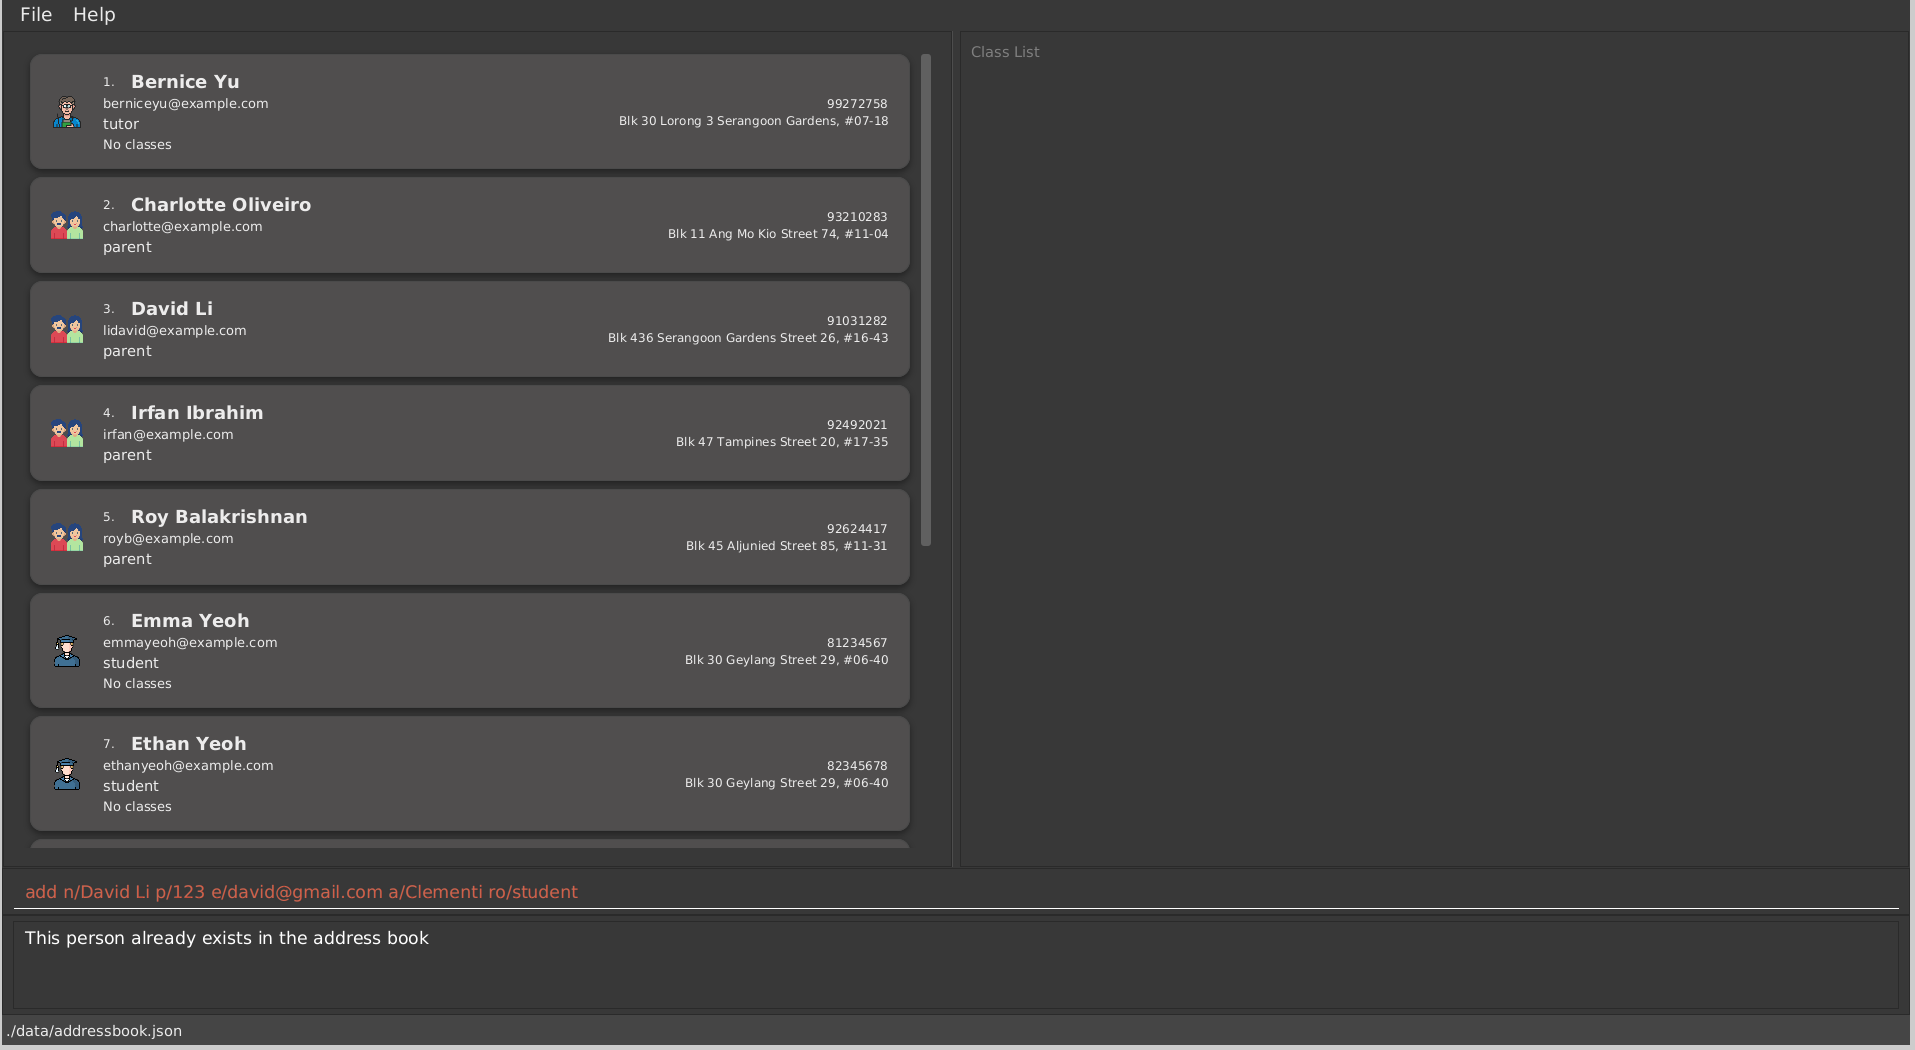 File Help
Class List
1. Bernice Yu
berniceyu@example.com
tutor
No classes
99272758
Blk 30 Lorong 3 Serangoon Gardens, #07-18
2. Charlotte Oliveiro
charlotte@example.com
parent
93210283
Blk 11 Ang Mo Kio Street 74, #11-04
3. David Li
lidavid@example.com
parent
91031282
Blk 436 Serangoon Gardens Street 26, #16-43
4. Irfan Ibrahim
irfan@example.com
parent
92492021
Blk 47 Tampines Street 20, #17-35
5. Roy Balakrishnan
royb@example.com
parent
92624417
Blk 45 Aljunied Street 85, #11-31
6. Emma Yeoh
emmayeoh@example.com
student
No classes
81234567
Blk 30 Geylang Street 29, #06-40
7. Ethan Yeoh
ethanyeoh@example.com
student
No classes
82345678
Blk 30 Geylang Street 29, #06-40
add n/David Li p/123 e/david@gmail.com a/Clementi ro/student
This person already exists in the address book
./data/addressbook.json